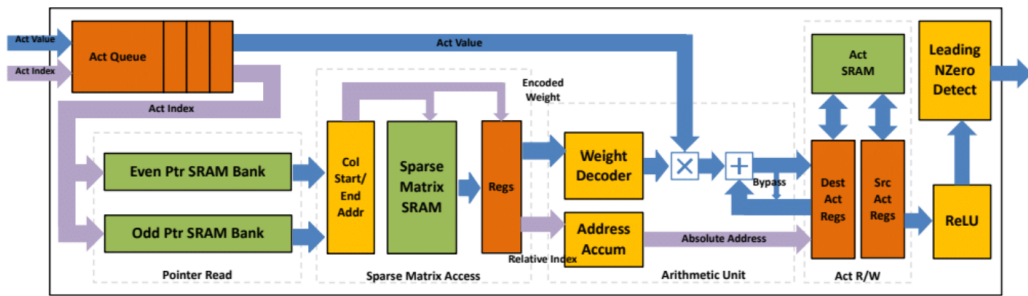 Act Value
Act Index
Act Queue
Act Value
Act Index
Even Ptr SRAM Bank
Odd Ptr SRAM Bank
Pointer Read
Col
Start/
End
Addr
Sparse
Matrix
SRAM
Regs
Encoded
Weight
Relative Index
Sparse Matrix Access
Weight
Decoder
Address
Accum
×
+
Bypass
Absolute Address
Arithmetic Unit
Act
SRAM
Dest
Act
Regs
Src
Act
Regs
Act R/W
Leading
NZero
Detect
ReLU